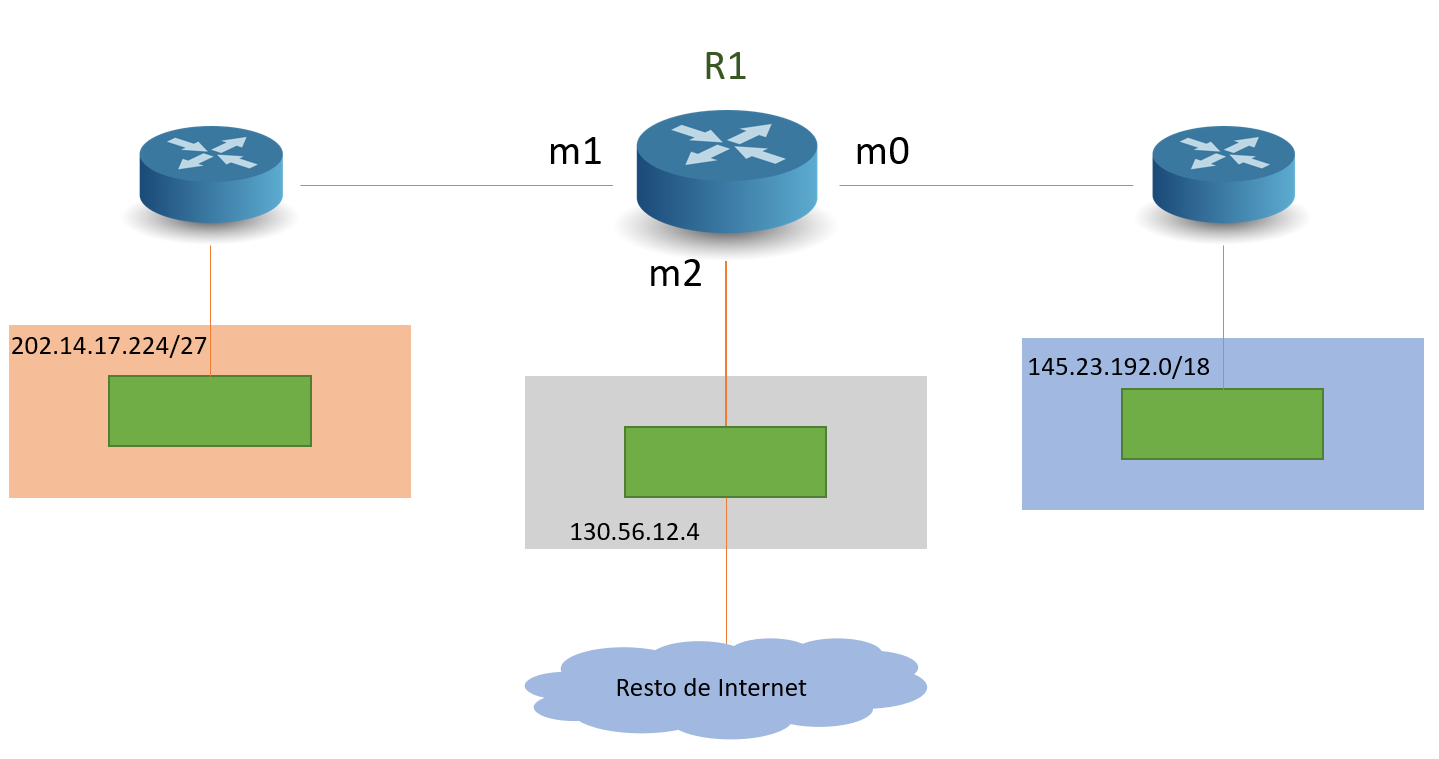 R1
m1
m0
m2
202.14.17.224/27
145.23.192.0/18
130.56.12.4
Resto de Internet